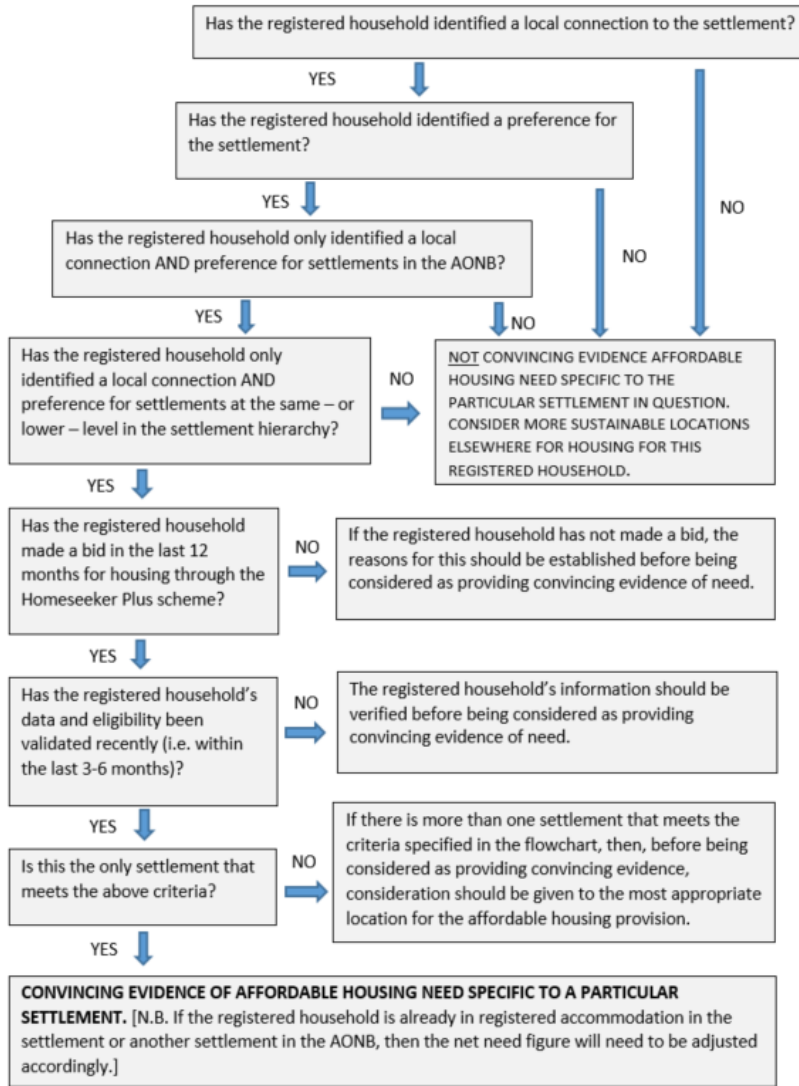 Has the registered household identified a local connection to the settlement?
YES
Has the registered household identified a preference for
the settlement?
NO
YES
Has the registered household only identified a local
connection AND preference for settlements in the AONB?
NO
YES
NO
Has the registered household only
identified a local connection AND
preference for settlements at the same – or
lower – level in the settlement hierarchy?
NO
NOT CONVINCING EVIDENCE AFFORDABLE
HOUSING NEED SPECIFIC TO THE
PARTICULAR SETTLEMENT IN QUESTION.
CONSIDER MORE SUSTAINABLE LOCATIONS
ELSEWHERE FOR HOUSING FOR THIS
REGISTERED HOUSEHOLD.
YES
Has the registered household
made a bid in the last 12
months for housing through the
Homeseeker Plus scheme?
NO
If the registered household has not made a bid, the
reasons for this should be established before being
considered as providing convincing evidence of need.
YES
Has the registered household's
data and eligibility been
validated recently (i.e. within
the last 3-6 months)?
NO
The registered household's information should be
verified before being considered as providing
convincing evidence of need.
YES
Is this the only settlement that
meets the above criteria?
NO
If there is more than one settlement that meets the
criteria specified in the flowchart, then, before being
considered as providing convincing evidence,
consideration should be given to the most appropriate
location for the affordable housing provision.
YES
CONVINCING EVIDENCE OF AFFORDABLE HOUSING NEED SPECIFIC TO A PARTICULAR
SETTLEMENT. [N.B. If the registered household is already in registered accommodation in the
settlement or another settlement in the AONB, then the net need figure will need to be adjusted
accordingly.]